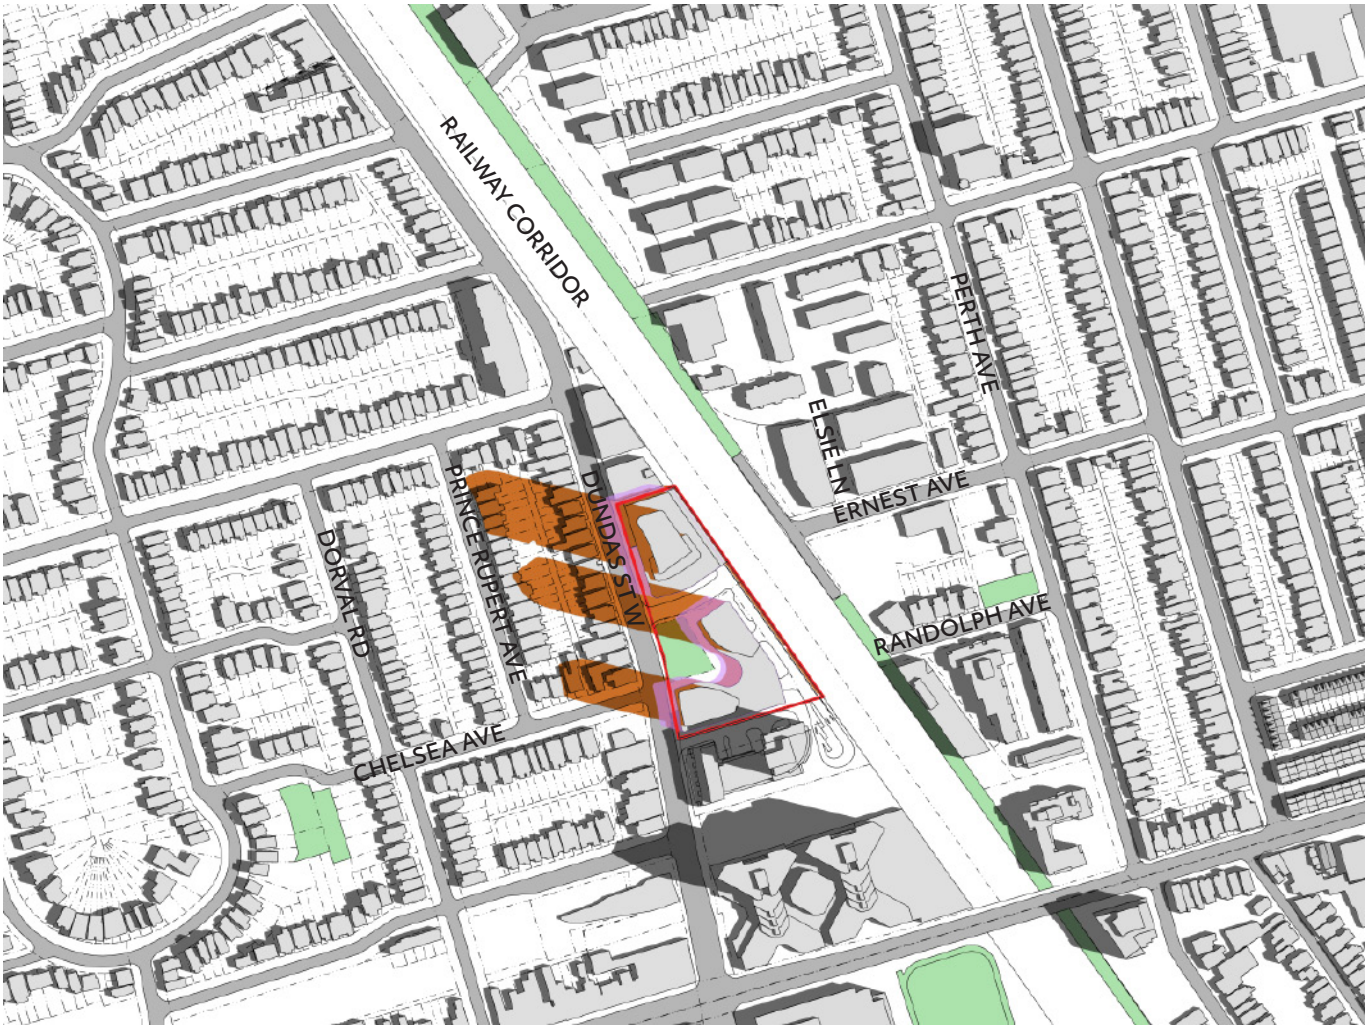 RAILWAY CORRIDOR
PERTH AVE
ELSIE LN
ERNEST AVE
PRINCE RUPERT AVE
DUNDAS ST W
DORVAL RD
RANDOLPH AVE
CHELSEA AVE